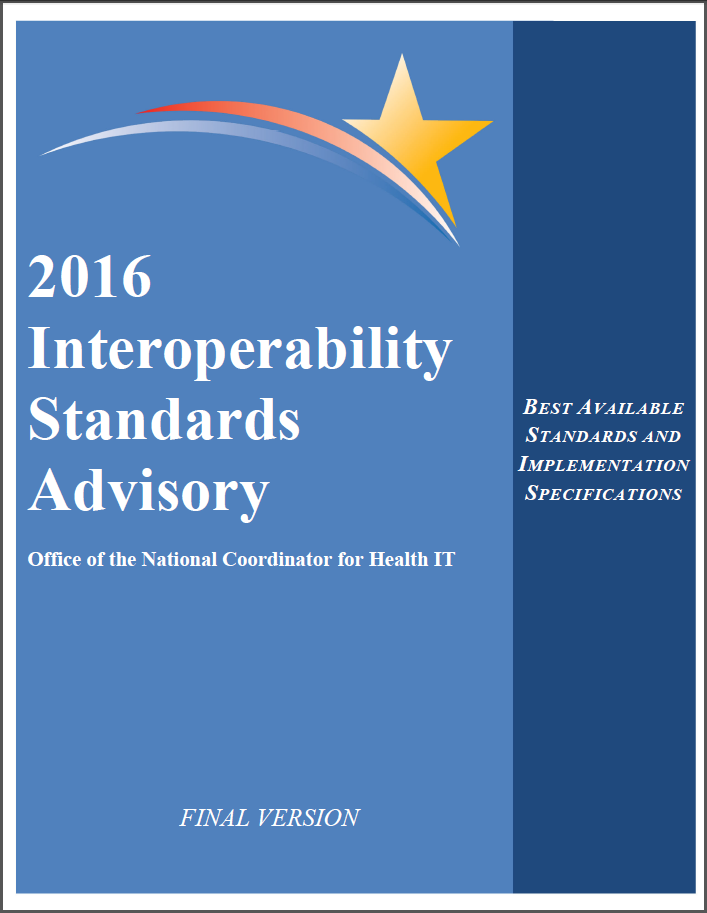 2016
Interoperability
Standards
Advisory
Office of the National Coordinator for Health IT
BEST AVAILABLE
STANDARDS AND
IMPLEMENTATION
SPECIFICATIONS
FINAL VERSION